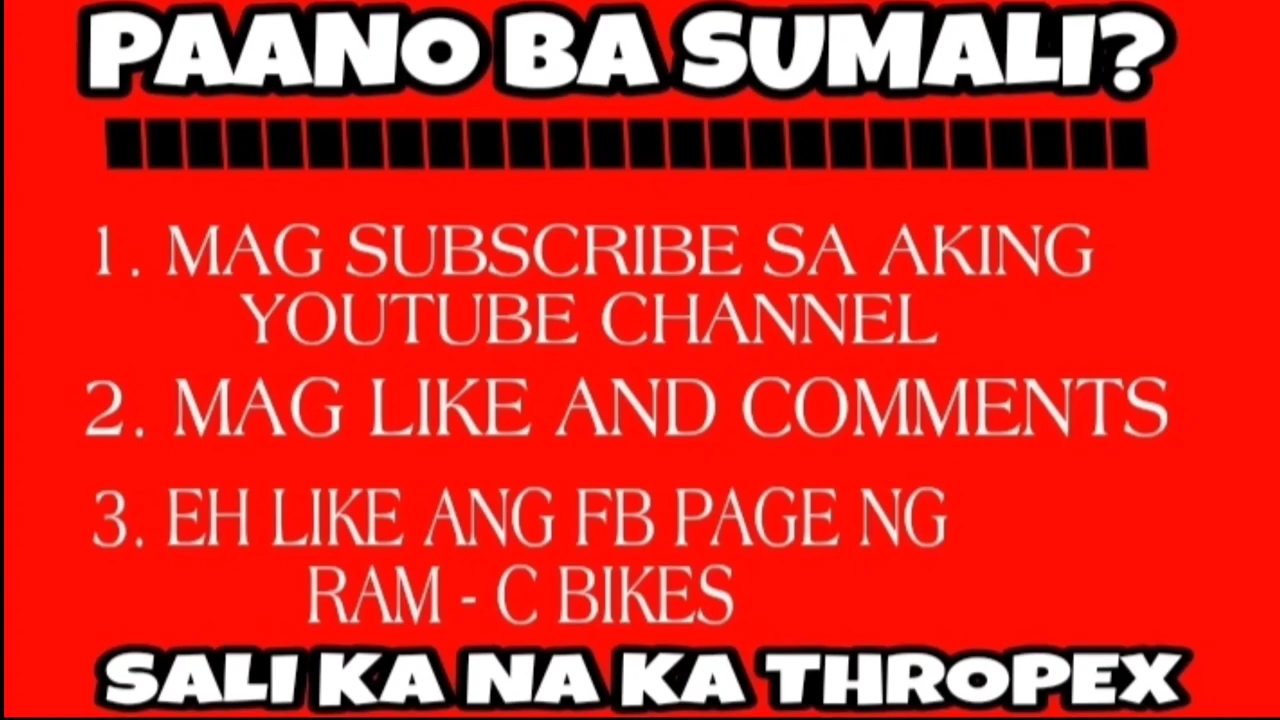 PAANO BA SUMALI?
1. MAG SUBSCRIBE SA AKING
YOUTUBE CHANNEL
2. MAG LIKE AND COMMENTS
3. EH LIKE ANG FB PAGE NG
RAM - C BIKES
SALI KA NA KA THROPEX